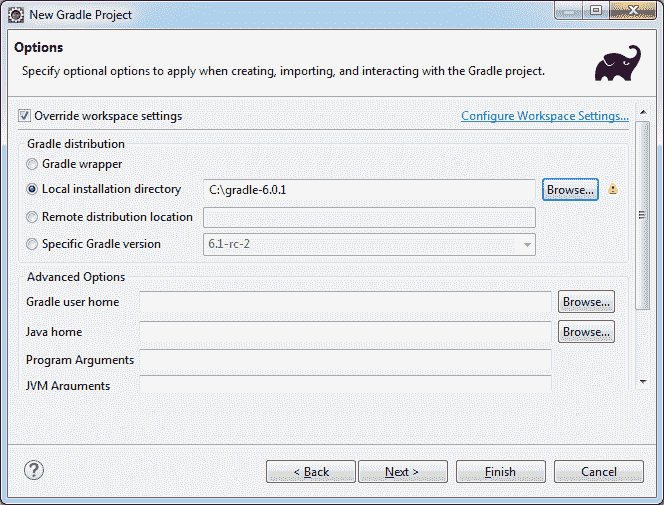 New Gradle Project
Options
Specify optional options to apply when creating, importing, and interacting with the Gradle project.
Override workspace settings Configure Workspace Settings...
Gradle distribution
Gradle wrapper
Local installation directory C:\gradle-6.0.1 Browse...
Remote distribution location
Specific Gradle version 6.1-rc-2
Advanced Options
Gradle user home Browse...
Java home Browse...
Program Arguments
JVM Arguments
< Back Next > Finish Cancel